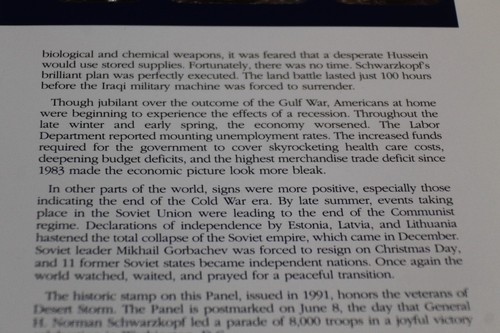 biological and chemical weapons, it was feared that a desperate Hussein
would use stored supplies. Fortunately, there was no time. Schwarzkopf's
brilliant plan was perfectly executed. The land battle lasted just 100 hours
before the Iraqi military machine was forced to surrender.
Though jubilant over the outcome of the Gulf War, Americans at home
were beginning to experience the effects of a recession. Throughout the
late winter and early spring, the economy worsened. The Labor
Department reported mounting unemployment rates. The increased funds
required for the government to cover skyrocketing health care costs,
deepening budget deficits, and the highest merchandise trade deficit since
1983 made the economic picture look more bleak.
In other parts of the world, signs were more positive, especially those
indicating the end of the Cold War era. By late summer, events taking
place in the Soviet Union were leading to the end of the Communist
regime. Declarations of independence by Estonia, Latvia, and Lithuania
hastened the total collapse of the Soviet empire, which came in December.
Soviet leader Mikhail Gorbachev was forced to resign on Christmas Day,
and 11 former Soviet states became independent nations. Once again the
world watched, waited, and prayed for a peaceful transition.
The historic stamp on this Panel, issued in 1991, honors the veterans of
Desert Storm. The Panel is postmarked on June 8, the day that General
H. Norman Schwarzkopf led a parade of 8,000 troops in a joyful victory